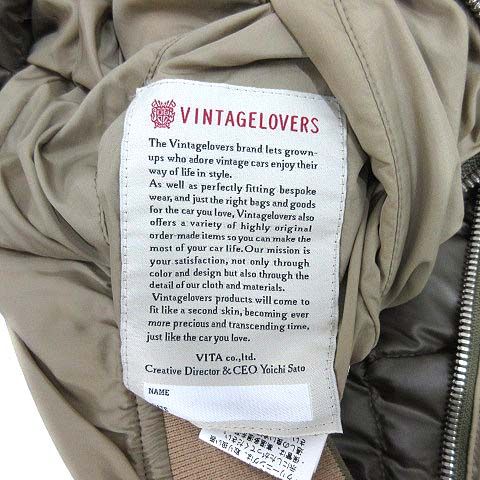 VINTAGELOVERS
The Vintagelovers brand lets grown-
ups who adore vintage cars enjoy their
way of life in style.
As well as perfectly fitting bespoke
wear, and just the right bags and goods
for the car you love, Vintagelovers also
offers a variety of highly original
order-made items so you can make the
most of your car life. Our mission is
your satisfaction, not only through
color and design but also through the
detail of our cloth and materials.
Vintagelovers products will come to
fit like a second skin, becoming ever
more precious and transcending time,
just like the car you love.
VITA co.,ltd.
Creative Director & CEO Yoichi Sato
NAME